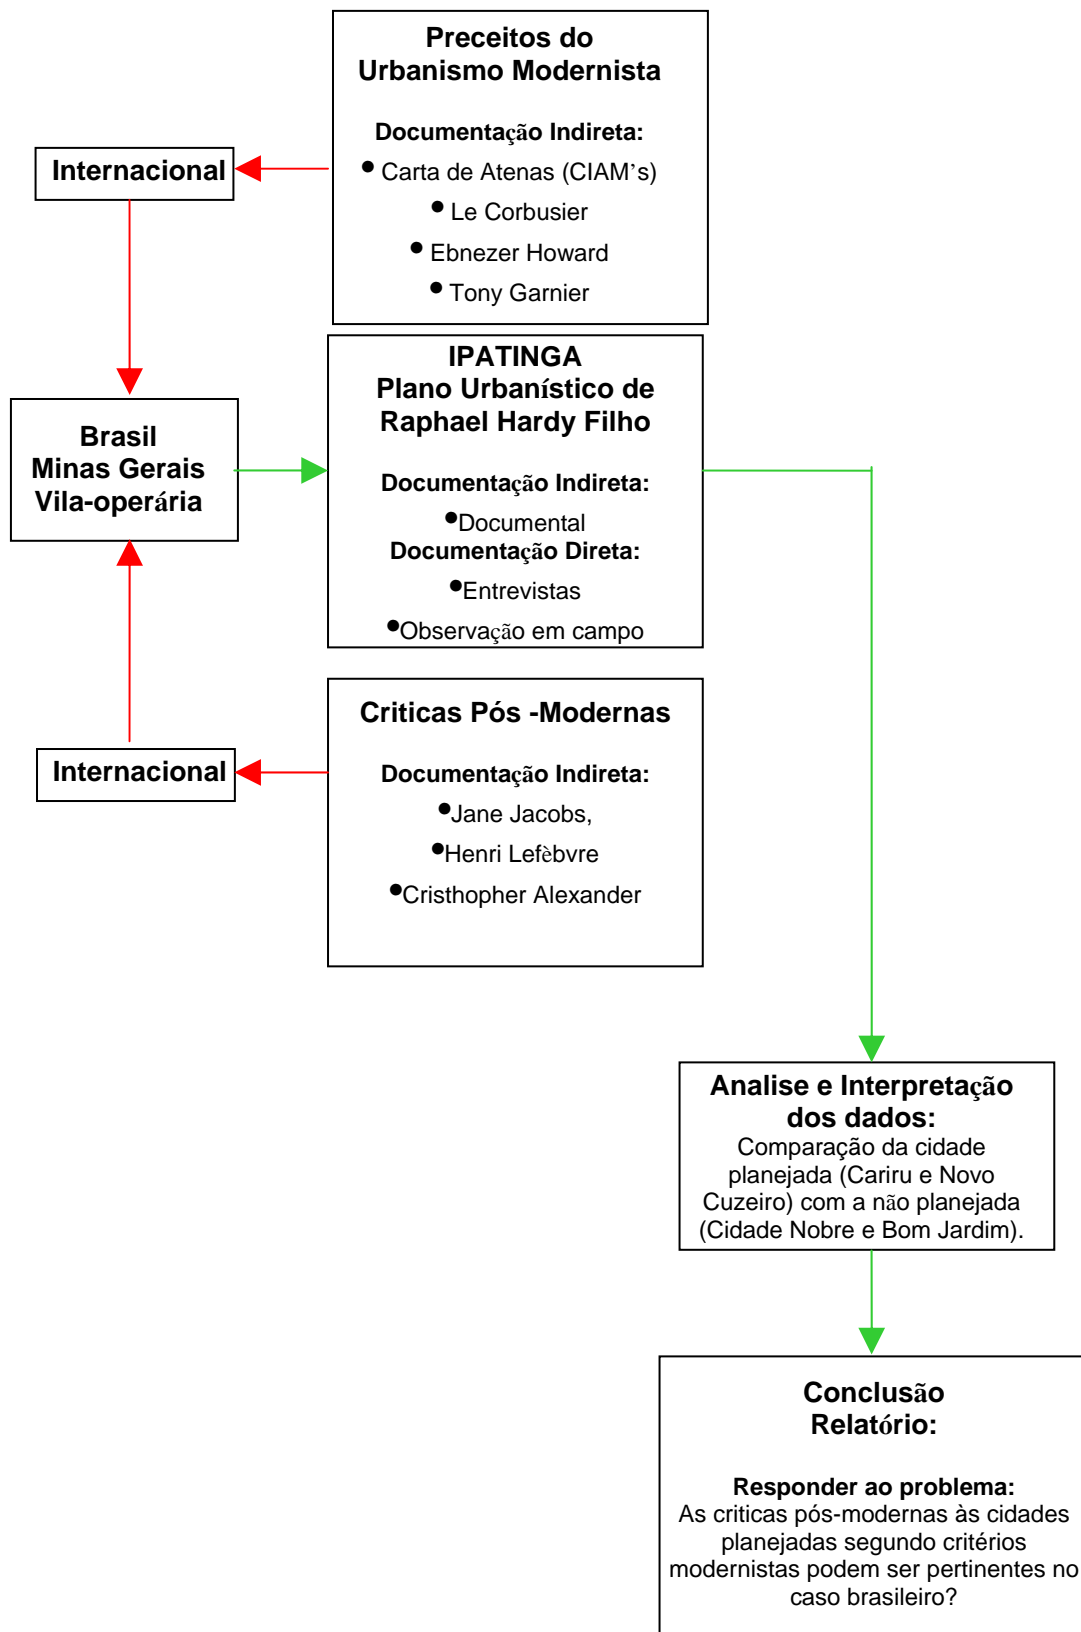 Preceitos do
Urbanismo Modernista
Documentação Indireta:
• Carta de Atenas (CIAM's)
• Le Corbusier
• Ebnezer Howard
• Tony Garnier
Internacional
IPATINGA
Plano Urbanístico de
Raphael Hardy Filho
Documentação Indireta:
•Documental
Documentação Direta:
•Entrevistas
•Observação em campo
Brasil
Minas Gerais
Vila-operária
Criticas Pós -Modernas
Documentação Indireta:
•Jane Jacobs,
•Henri Lefèbvre
•Cristhopher Alexander
Internacional
Analise e Interpretação
dos dados:
Comparação da cidade
planejada (Cariru e Novo
Cuzeiro) com a não planejada
(Cidade Nobre e Bom Jardim).
Conclusão
Relatório:
Responder ao problema:
As criticas pós-modernas às cidades
planejadas segundo critérios
modernistas podem ser pertinentes no
caso brasileiro?